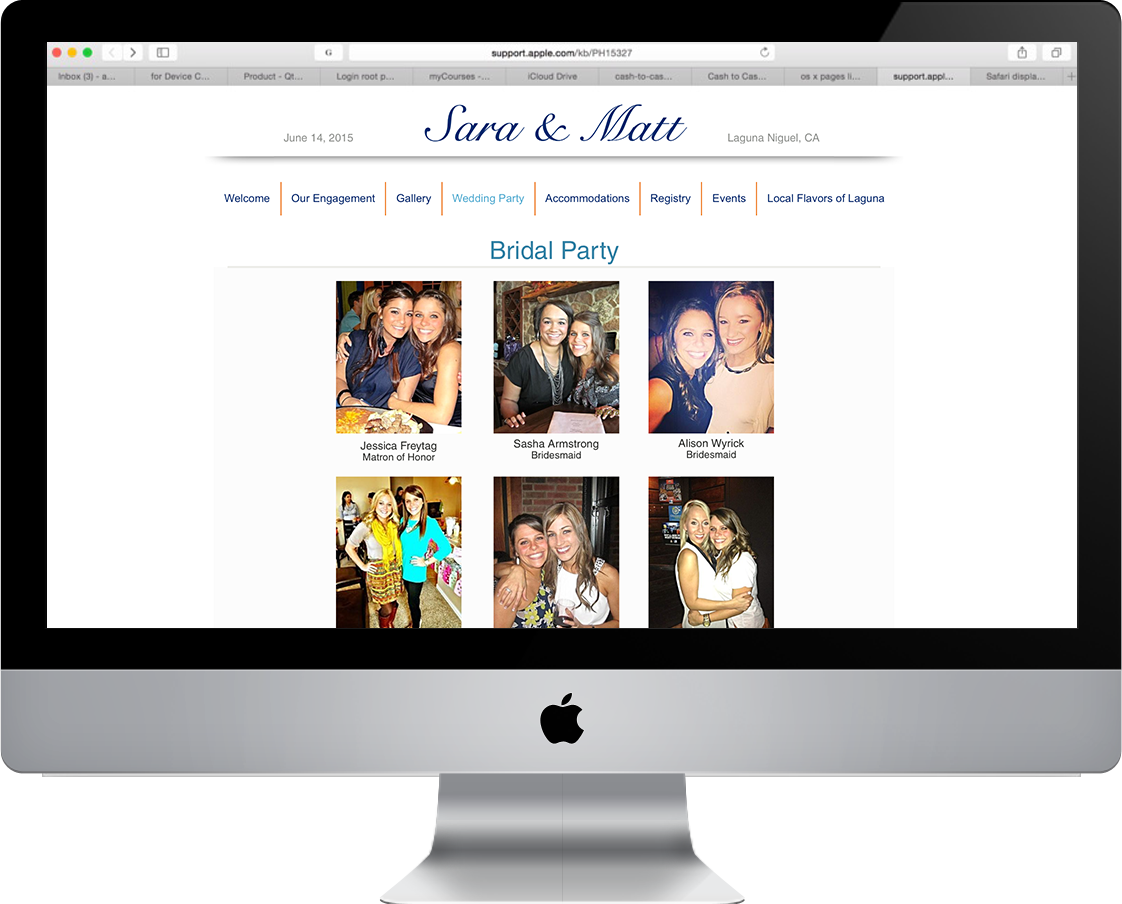 G
support.apple.com/kb/PH15327
Inbox (3) - a... for Device C... Product - Qt... Login root p... myCourses -... iCloud Drive cash-to-cas... Cash to Cas... os x pages li... support.appl... Safari displa... +
June 14, 2015 Sara & Matt Laguna Niguel, CA
Welcome Our Engagement Gallery Wedding Party Accommodations Registry Events Local Flavors of Laguna
Bridal Party
Jessica Freytag Sasha Armstrong Alison Wyrick
Matron of Honor Bridesmaid Bridesmaid